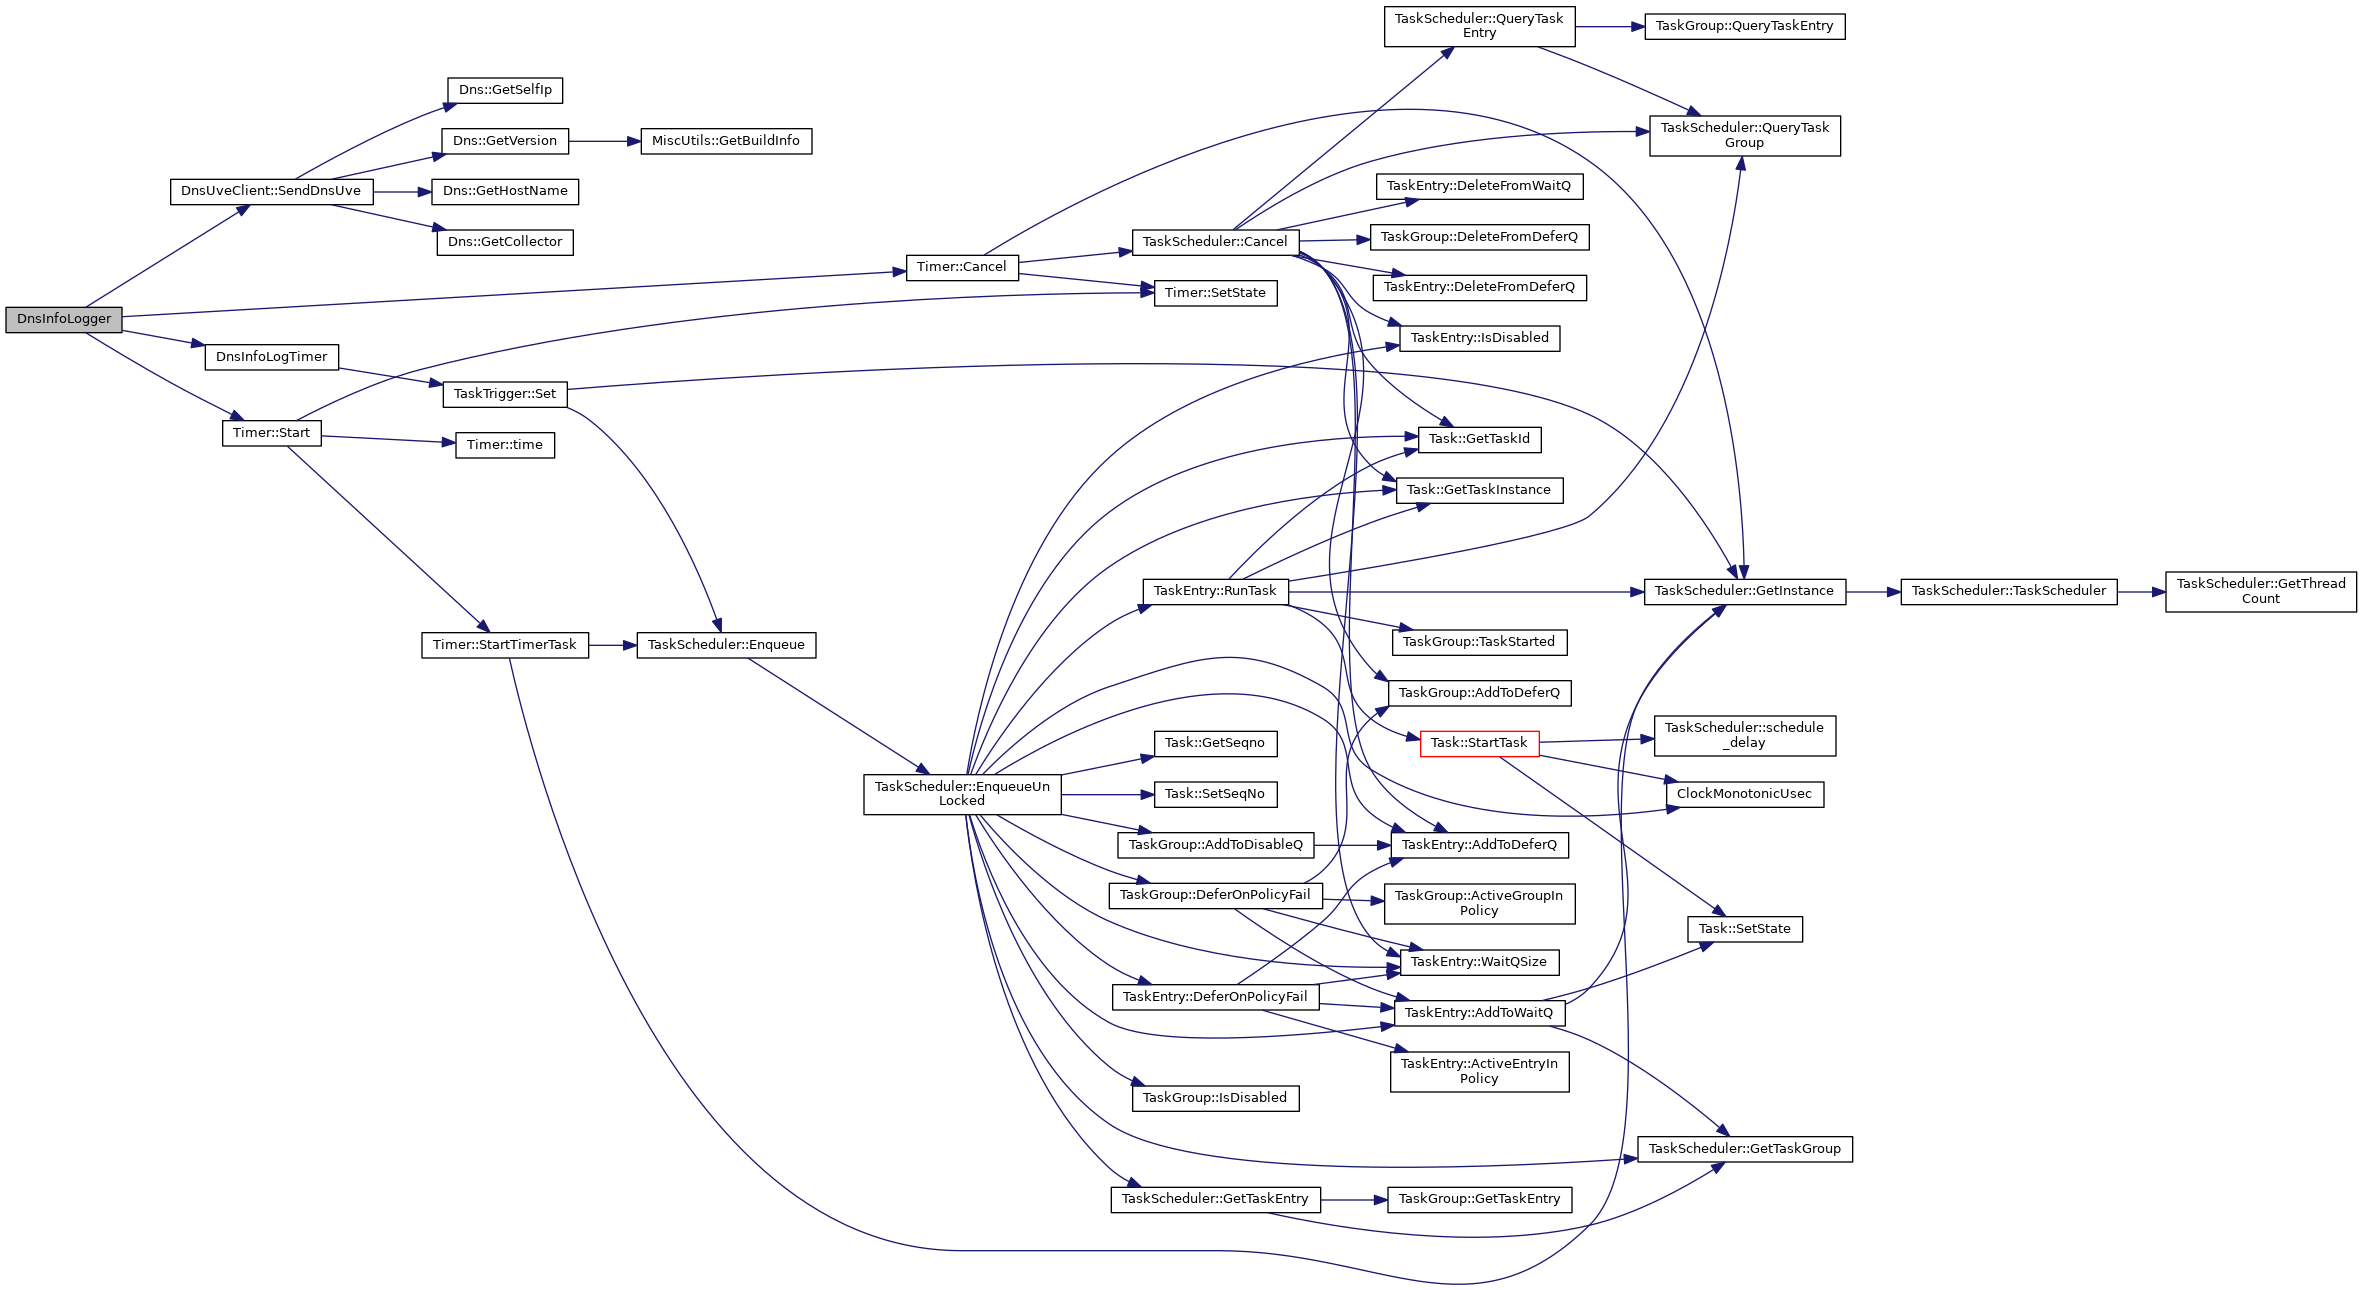 TaskScheduler::QueryTask
Entry
TaskGroup::QueryTaskEntry
Dns::GetSelfIp
TaskScheduler::QueryTask
Group
Dns::GetVersion
MiscUtils::GetBuildInfo
DnsUveClient::SendDnsUve
Dns::GetHostName
TaskEntry::DeleteFromWaitQ
Dns::GetCollector
TaskScheduler::Cancel
TaskGroup::DeleteFromDeferQ
Timer::Cancel
TaskEntry::DeleteFromDeferQ
Timer::SetState
DnsInfoLogger
TaskEntry::IsDisabled
DnsInfoLogTimer
TaskTrigger::Set
Timer::Start
Timer::time
Task::GetTaskId
Task::GetTaskInstance
TaskEntry::RunTask
TaskScheduler::GetInstance
TaskScheduler::TaskScheduler
TaskScheduler::GetThread
Count
Timer::StartTimerTask
TaskScheduler::Enqueue
TaskGroup::TaskStarted
TaskGroup::AddToDeferQ
Task::GetSeqno
Task::StartTask
TaskScheduler::schedule
_delay
TaskScheduler::EnqueueUn
Locked
Task::SetSeqNo
ClockMonotonicUsec
TaskGroup::AddToDisableQ
TaskEntry::AddToDeferQ
TaskGroup::DeferOnPolicyFail
TaskGroup::ActiveGroupIn
Policy
Task::SetState
TaskEntry::WaitQSize
TaskEntry::DeferOnPolicyFail
TaskEntry::AddToWaitQ
TaskEntry::ActiveEntryIn
Policy
TaskGroup::IsDisabled
TaskScheduler::GetTaskGroup
TaskScheduler::GetTaskEntry
TaskGroup::GetTaskEntry